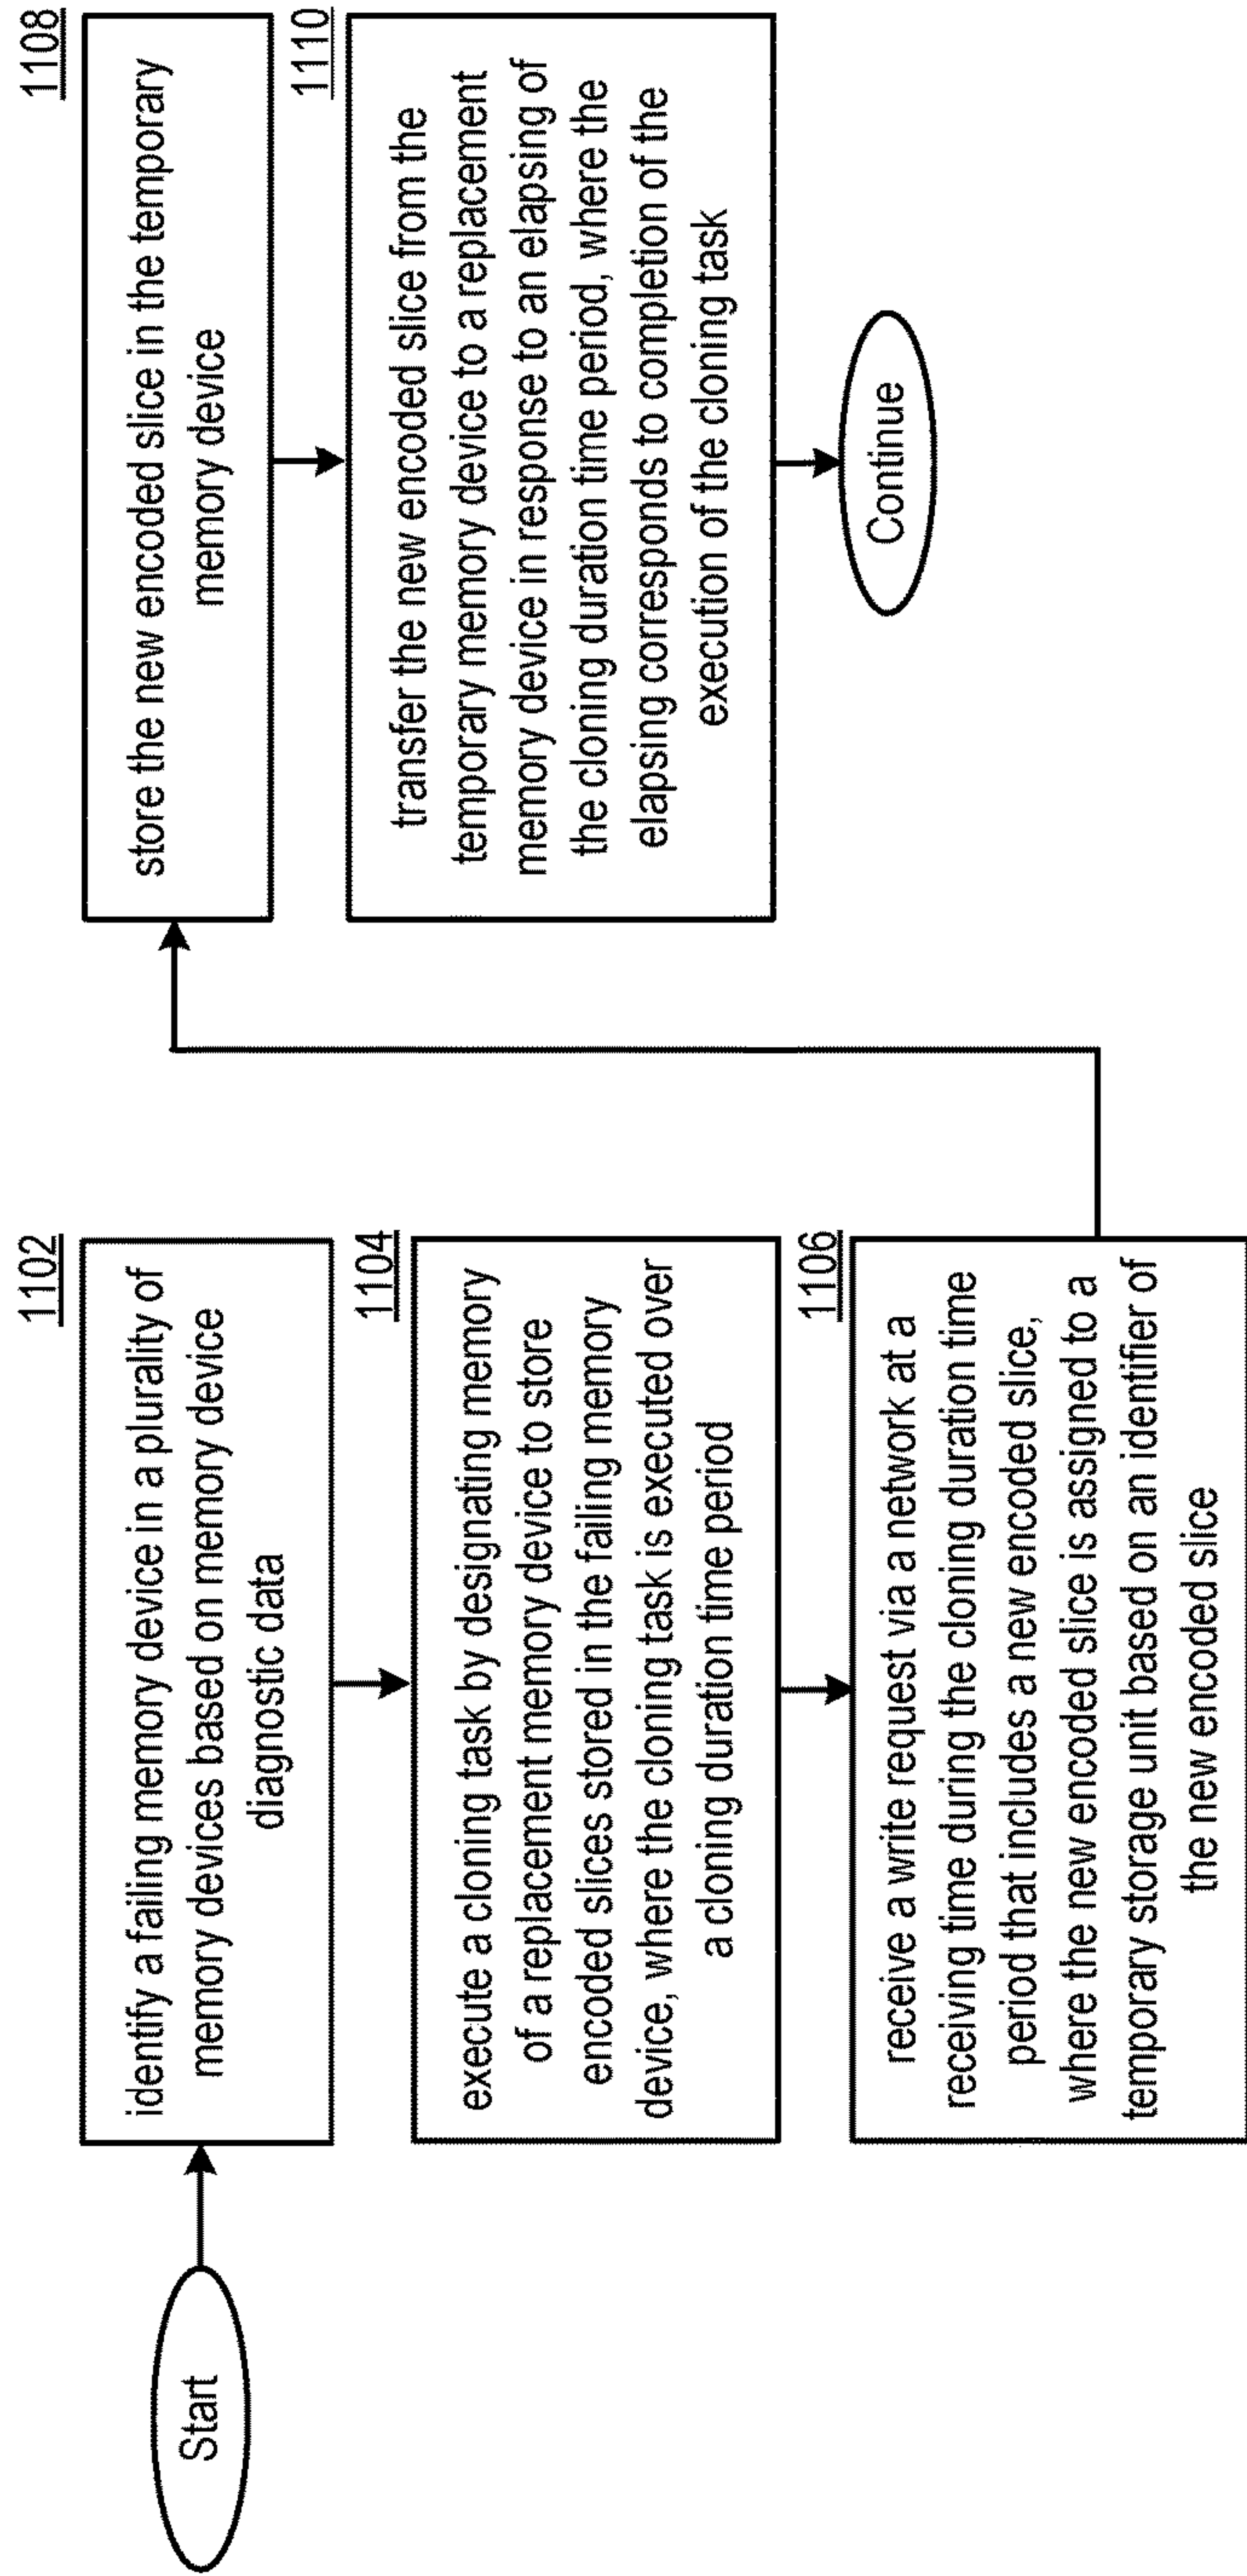 Start
1102
identify a failing memory device in a plurality of
memory devices based on memory device
diagnostic data
1104
execute a cloning task by designating memory
of a replacement memory device to store
encoded slices stored in the failing memory
device, where the cloning task is executed over
a cloning duration time period
1106
receive a write request via a network at a
receiving time during the cloning duration time
period that includes a new encoded slice,
where the new encoded slice is assigned to a
temporary storage unit based on an identifier of
the new encoded slice
1108
store the new encoded slice in the temporary
memory device
1110
transfer the new encoded slice from the
temporary memory device to a replacement
memory device in response to an elapsing of
the cloning duration time period, where the
elapsing corresponds to completion of the
execution of the cloning task
Continue